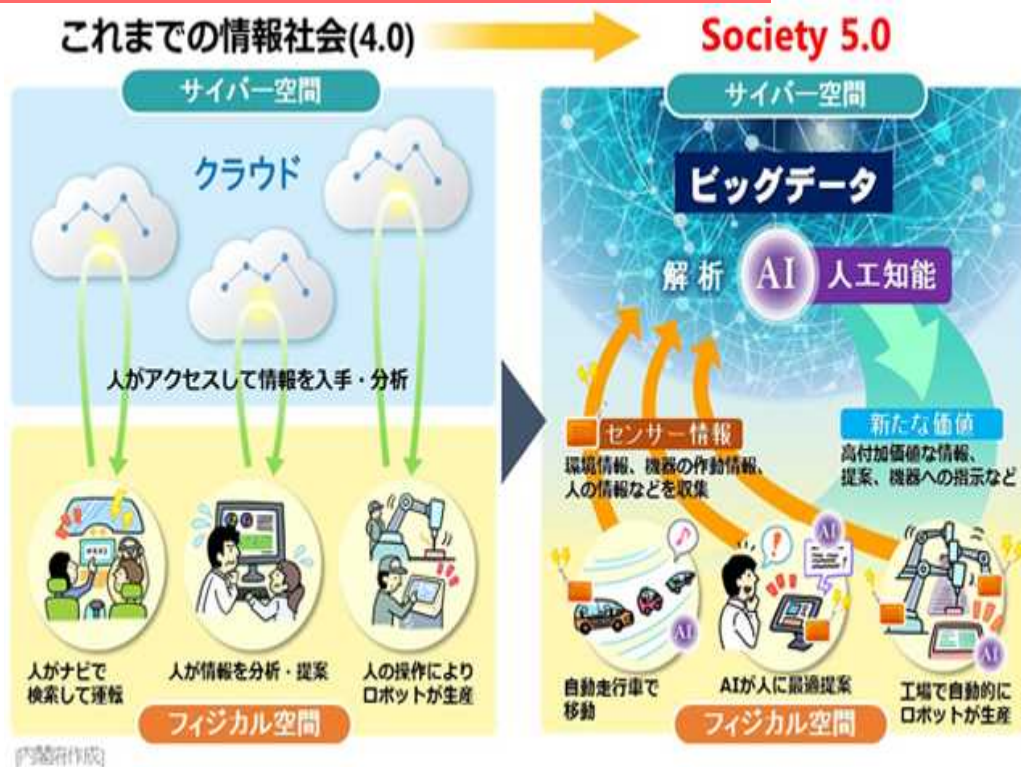 これまでの情報社会(4.0)
Society 5.0
サイバー空間
クラウド
人がアクセスして情報を入手・分析
人がナビで
検索して運転
人が情報を分析・提案
人の操作により
ロボットが生産
フィジカル空間
サイバー空間
ビッグデータ
解析
AI
人工知能
センサー情報
環境情報、機器の作動情報、
人の情報などを収集
新たな価値
高付加価値な情報、
提案、機器への指示など
AI
AI
AI
自動走行車で
移動
AIが人に最適提案
工場で自動的に
ロボットが生産
フィジカル空間
[内閣府作成]